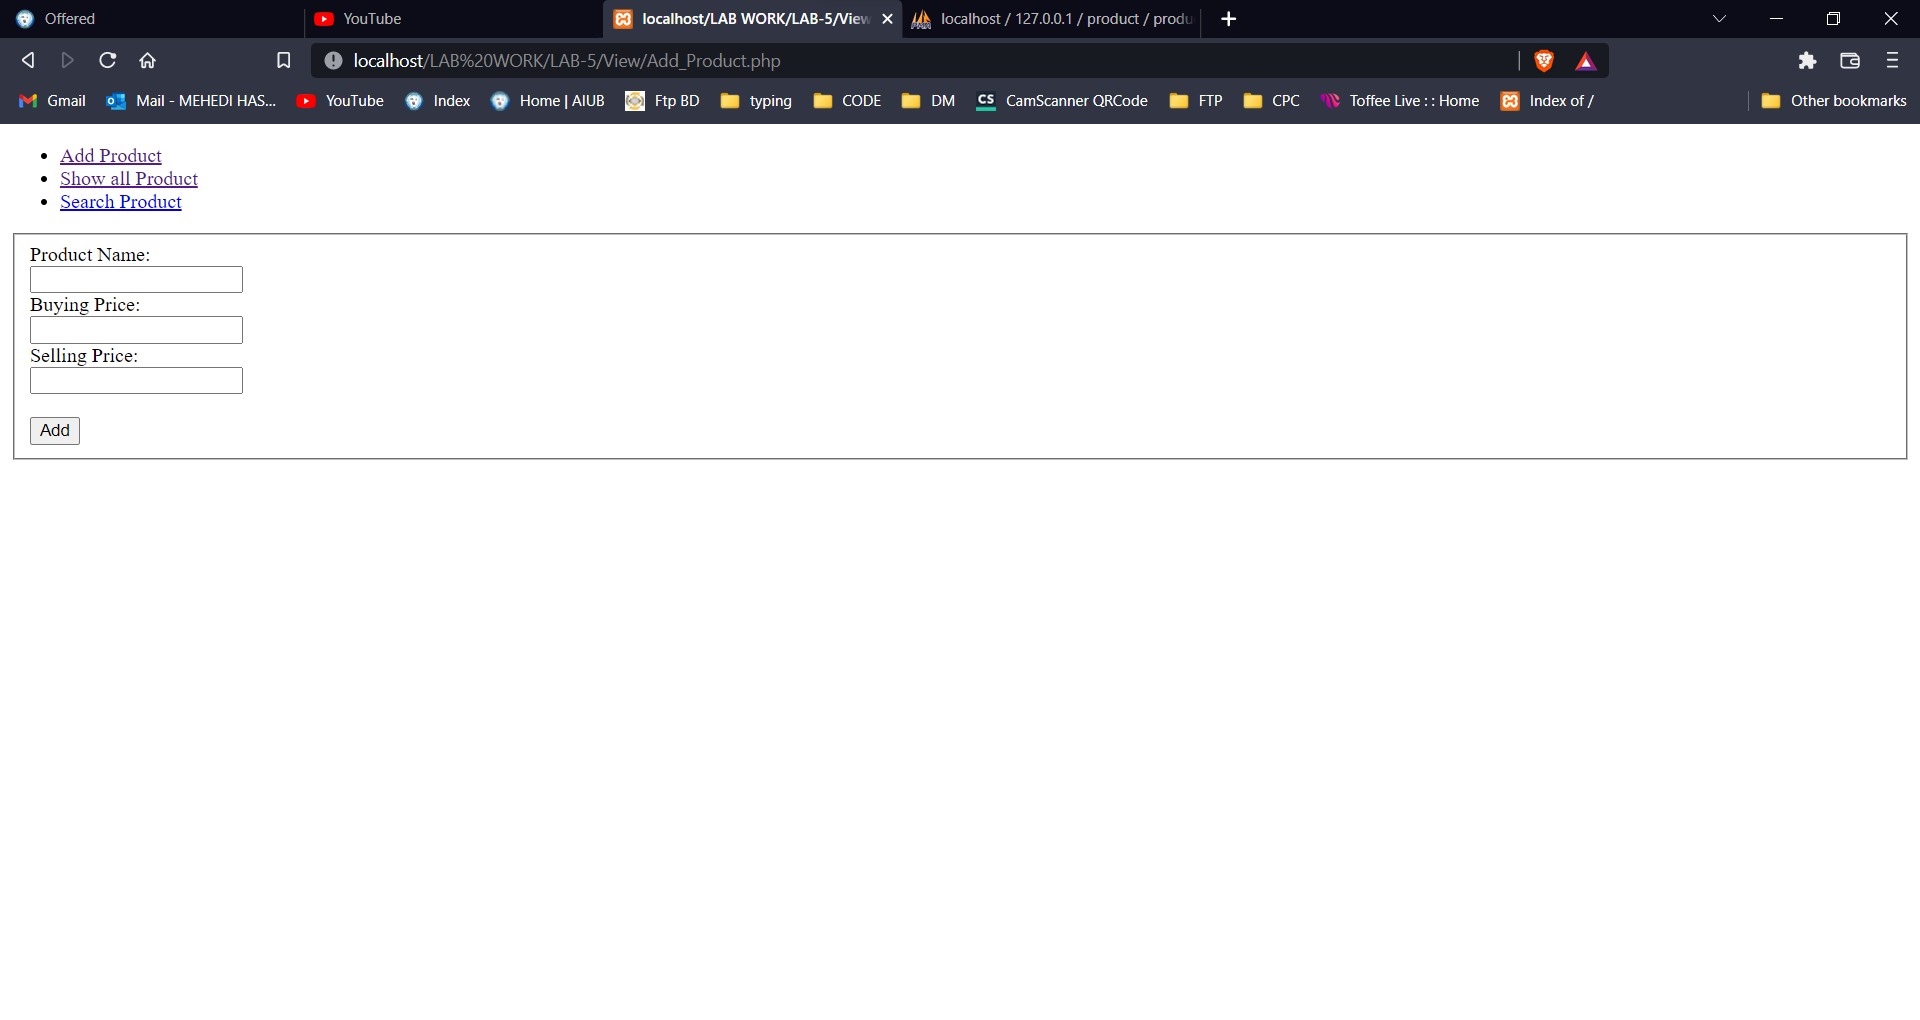 Offered
YouTube
localhost/LAB WORK/LAB-5/View
localhost / 127.0.0.1 / product / produ
localhost/LAB%20WORK/LAB-5/View/Add_Product.php
Gmail
Mail - MEHEDI HAS...
YouTube
Index
Home | AIUB
Ftp BD
typing
CODE
DM
CS
CamScanner QRCode
FTP
CPC
Toffee Live : : Home
Index of /
Other bookmarks
Add Product
Show all Product
Search Product
Product Name:
Buying Price:
Selling Price:
Add